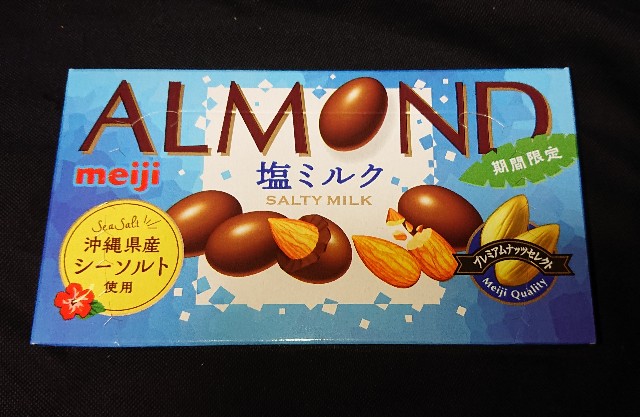 ALMOND
meiji
期間限定
塩ミルク
SALTY MILK
Sea Salt
沖縄県産
シーソルト
使用
プレミアムナッツセレクト
Meiji Quality